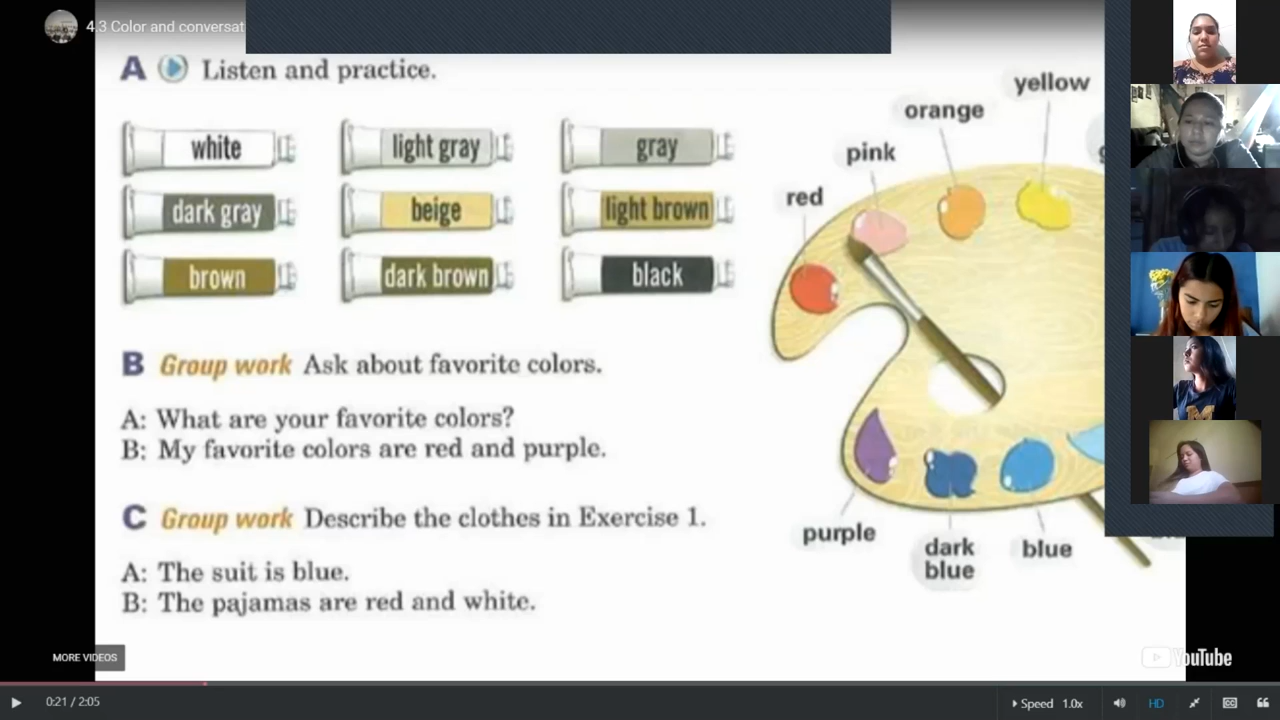 4.3 Color and conversat
A Listen and practice.
white
light gray
gray
dark gray
beige
light brown
brown
dark brown
black
yellow
orange
pink
red
purple
dark
blue
blue
B Group work Ask about favorite colors.
A: What are your favorite colors?
B: My favorite colors are red and purple.
C Group work Describe the clothes in Exercise 1.
A: The suit is blue.
B: The pajamas are red and white.
M
MORE VIDEOS
YouTube
0:21 / 2:05
Speed 1.0x
HD
CC